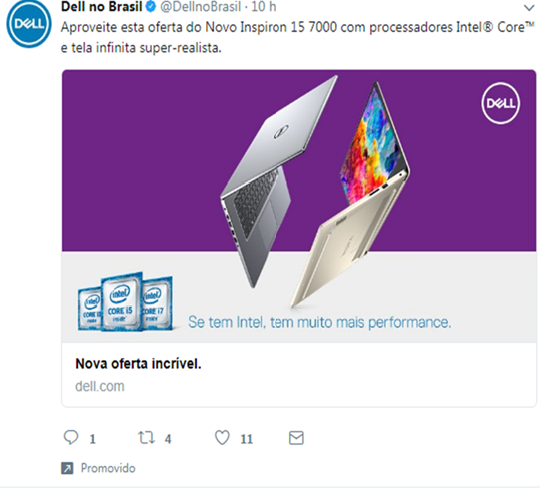 Dell no Brasil @DellnoBrasil · 10 h
DELL
Aproveite esta oferta do Novo Inspiron 15 7000 com processadores Intel® Core™
e tela infinita super-realista.
DELL
intel intel intel
CORE i5 CORE i7
inside
Se tem Intel, tem muito mais performance.
Nova oferta incrível.
dell.com
1 4 11
Promovido